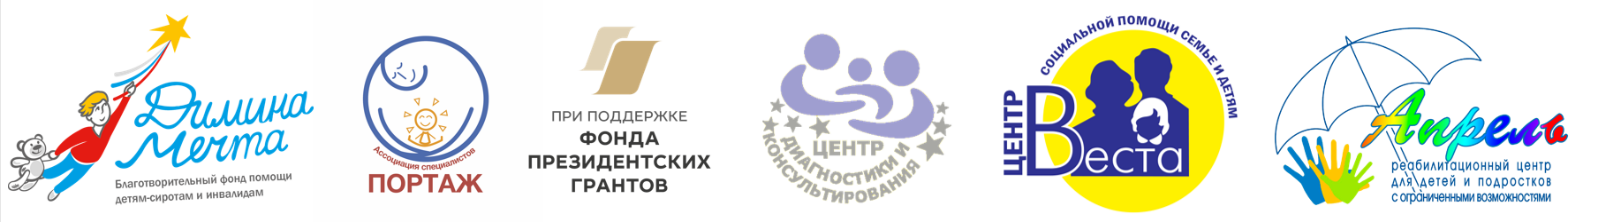 Димина
Мечта
Благотворительный фонд помощи
детям-сиротам и инвалидам
Ассоциация специалистов
ПОРТАЖ
ПРИ ПОДДЕРЖКЕ
ФОНДА
ПРЕЗИДЕНТСКИХ
ГРАНТОВ
ЦЕНТР
ДИАГНОСТИКИ И
КОНСУЛЬТИРОВАНИЯ
ЦЕНТР
СОЦИАЛЬНОЙ ПОМОЩИ СЕМЬЕ И ДЕТЯМ
Веста
Апрель
реабилитационный центр
для детей и подростков
с ограниченными возможностями